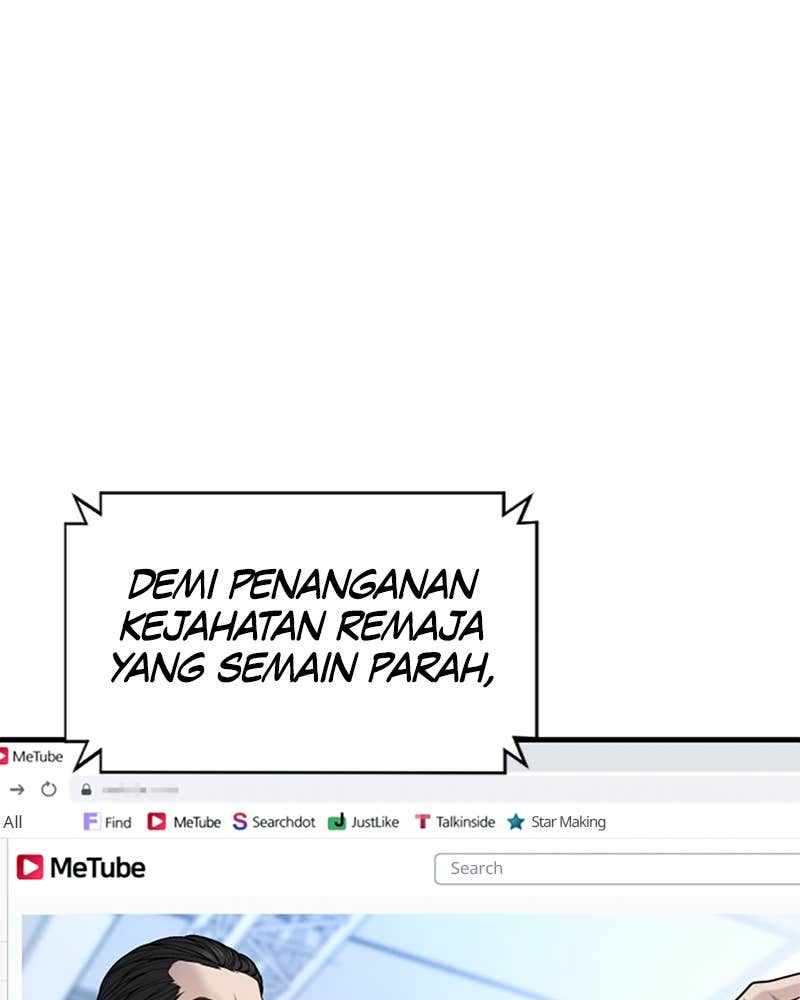 DEMI PENANGANAN
KEJAHATAN REMAJA
YANG SEMAIN PARAH,
MeTube
All
Find MeTube Searchdot JustLike Talkinside Star Making
MeTube Search